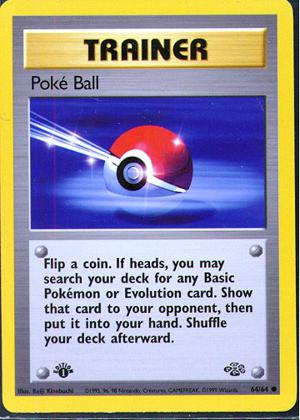 TRAINER
Poké Ball
Flip a coin. If heads, you may
search your deck for any Basic
Pokémon or Evolution card. Show
that card to your opponent, then
put it into your hand. Shuffle
your deck afterward.
EDITION
1
Illus. Keiji Kinebuchi
©1995, 96, 98 Nintendo, Creatures, GAMEFREAK. ©1999 Wizards.
64/64